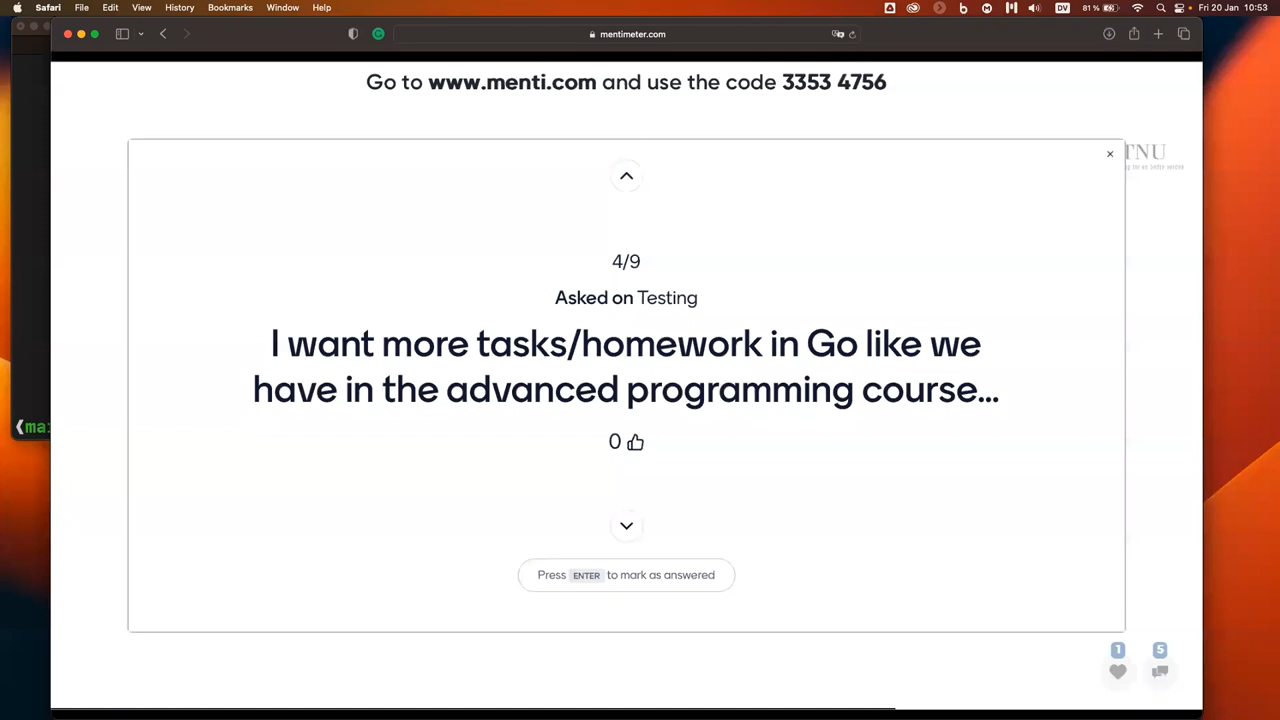 Safari File Edit View History Bookmarks Window Help
DV 81 % Fri 20 Jan 10:53
mentimeter.com
Go to www.menti.com and use the code 3353 4756
TNU
4/9
Asked on Testing
I want more tasks/homework in Go like we
have in the advanced programming course...
0
Press ENTER to mark as answered
1 5